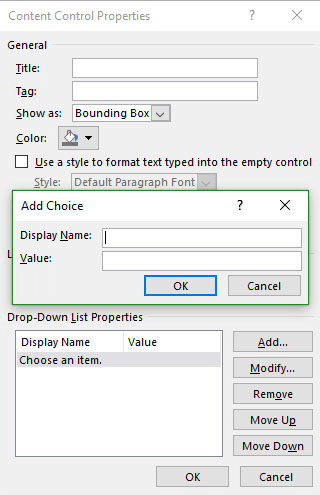 Content Control Properties ?
General
Title:
Tag:
Show as: Bounding Box
Color:
Use a style to format text typed into the empty control
Style: Default Paragraph Font
Add Choice ?
Display Name:
Value:
OK Cancel
Drop-Down List Properties
Display Name Value
Choose an item.
Add...
Modify...
Remove
Move Up
Move Down
OK Cancel